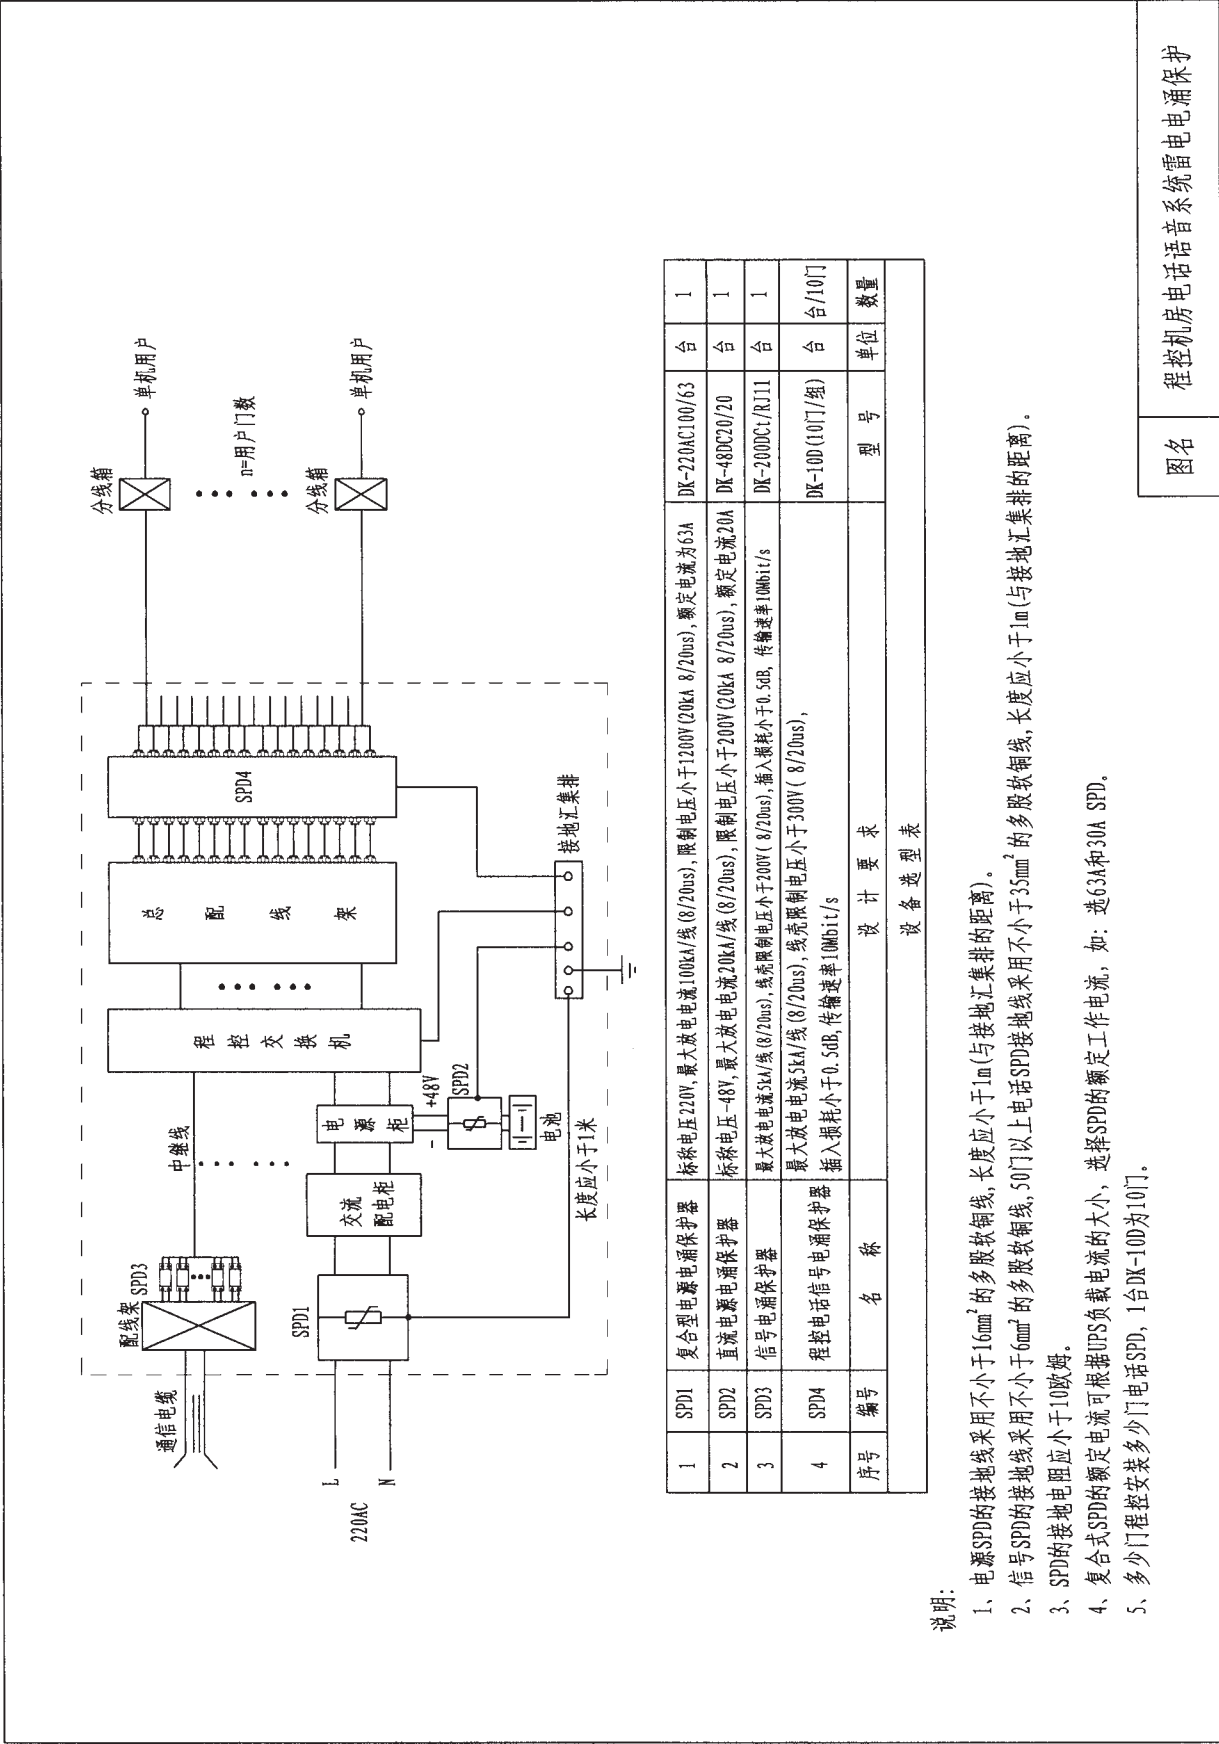 通信电缆
配线架
SPD3
中继线
程控交换机
总配线架
SPD4
分线箱
单机用户
n=用户门数
分线箱
单机用户
L
N
220AC
SPD1
交流
配电柜
电源柜
-
+48V
SPD2
电池
长度应小于1米
接地汇集排
1 SPD1 复合型电源电涌保护器 标称电压220V,最大放电电流100kA/线(8/20us),限制电压小于1200V(20kA 8/20us),额定电流为63A DK-220AC100/63 台 1
2 SPD2 直流电源电涌保护器 标称电压-48V,最大放电电流20kA/线(8/20us),限制电压小于200V(20kA 8/20us),额定电流20A DK-48DC20/20 台 1
3 SPD3 信号电涌保护器 最大放电电流5kA/线(8/20us),线壳限制电压小于200V( 8/20us),插入损耗小于0.5dB, 传输速率10Mbit/s DK-200DCt/RJ11 台 1
4 SPD4 程控电话信号电涌保护器 最大放电电流5kA/线(8/20us),线壳限制电压小于300V( 8/20us),
插入损耗小于0.5dB,传输速率10Mbit/s DK-10D(10门/组) 台 台/10门
序号 编号 名 称 设 计 要 求 型 号 单位 数量
设备选型表
说明:
1、电源SPD的接地线采用不小于16mm²的多股软铜线,长度应小于1m(与接地汇集排的距离)。
2、信号SPD的接地线采用不小于6mm²的多股软铜线,50门以上电话SPD接地线采用不小于35mm²的多股软铜线,长度应小于1m(与接地汇集排的距离)。
3、SPD的接地电阻应小于10欧姆。
4、复合式SPD的额定电流可根据UPS负载电流的大小，选择SPD的额定工作电流，如: 选63A和30A SPD。
5、多少门程控安装多少门电话SPD, 1台DK-10D为10门。
图名 程控机房电话语音系统雷电电涌保护